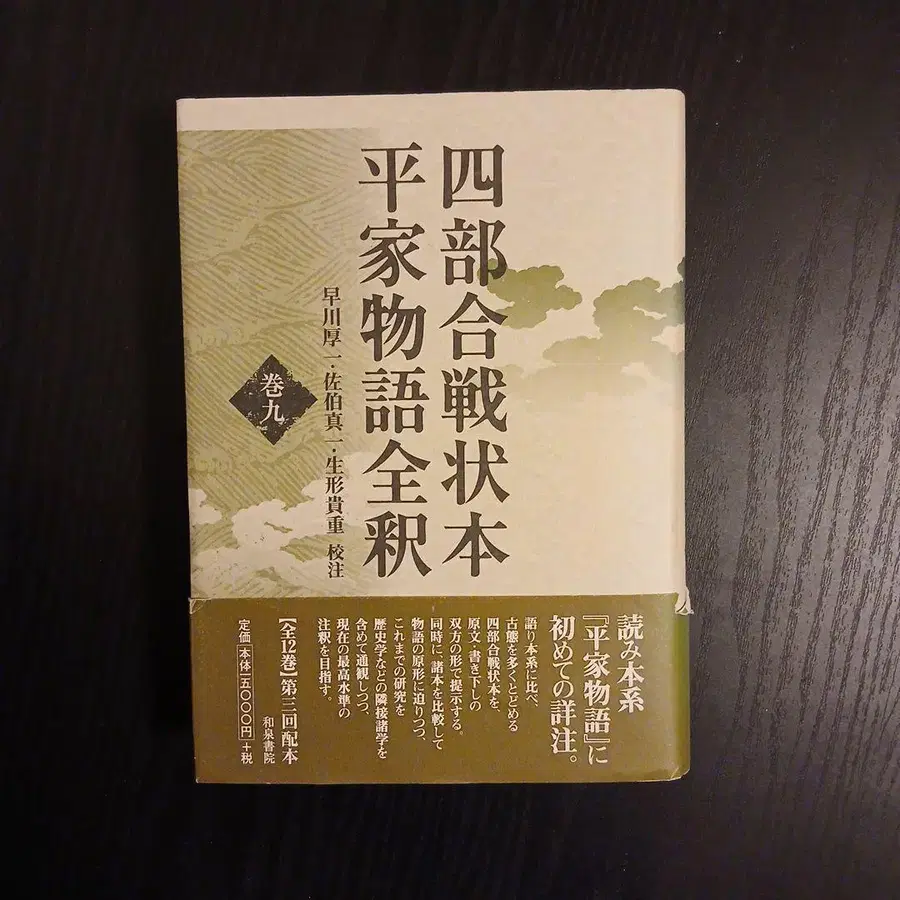 四部合戦状本
平家物語全釈
早川厚一・佐伯真一・生形貴重 校注
巻九
読み本系
『平家物語』に
初めての詳注。
語り本系に比べ、
古態を多くとどめる
四部合戦状本を、
原文・書き下しの
双方の形で提示する。
同時に、諸本を比較して
物語の原形に迫りつつ、
これまでの研究を
歴史学などの隣接諸学を
含めて通観しつつ、
現在の最高水準の
注釈を目指す。
【全12巻】第三回配本
和泉書院
定価 本体一五〇〇〇円+税